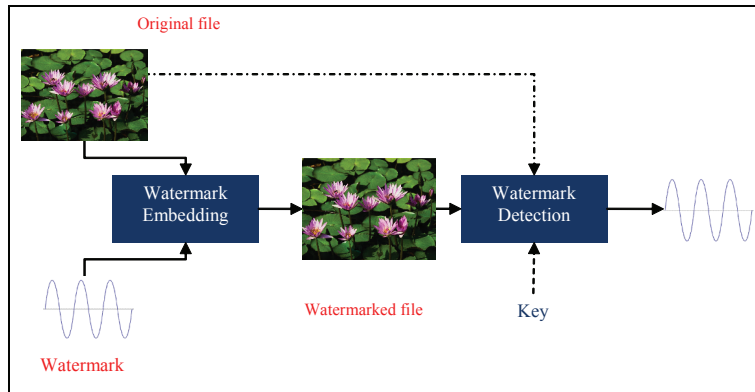 Original file
Watermark
Embedding
Watermark
Detection
Watermarked file
Key
Watermark